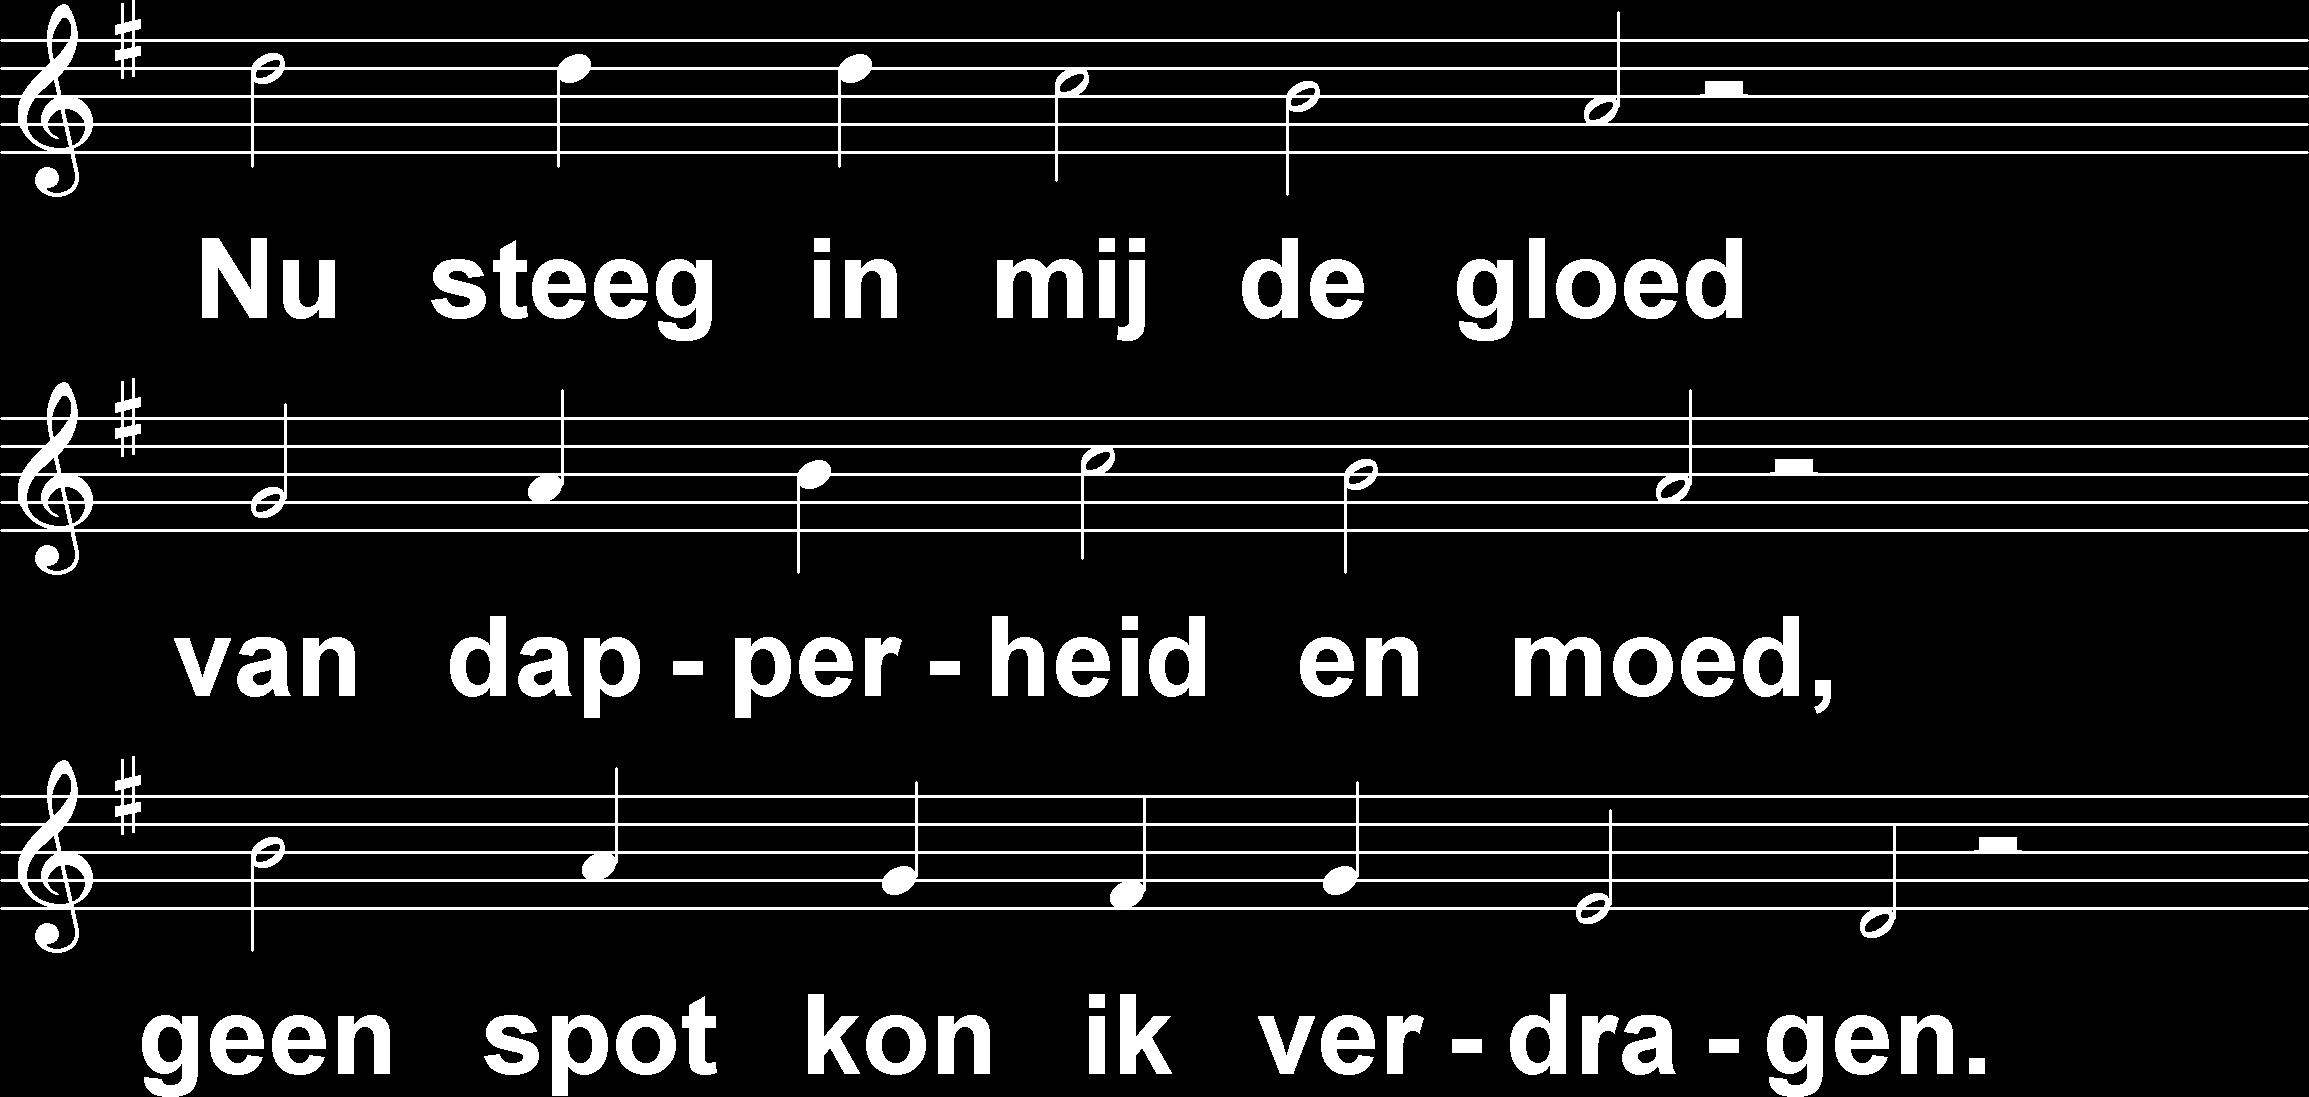 Nu steeg in mij de gloed
van dap - per - heid en moed,
geen spot kon ik ver - dra - gen.